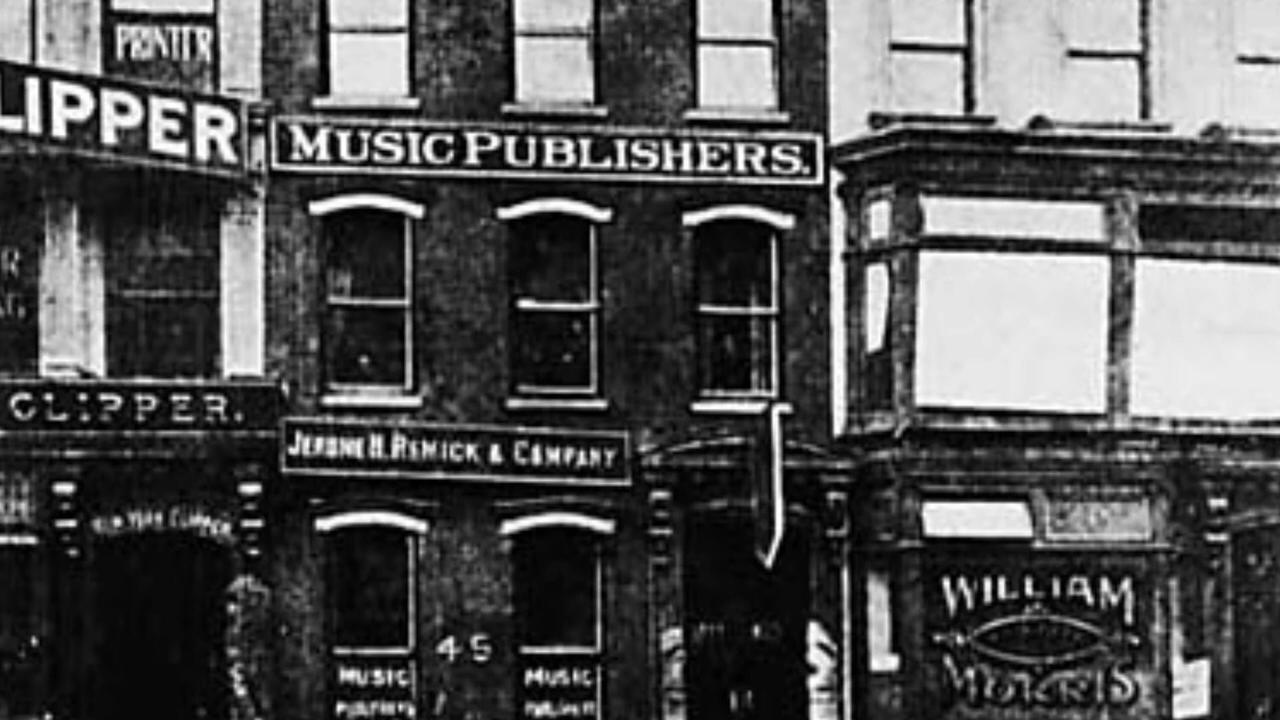 PRINTER
LIPPER
MUSIC PUBLISHERS.
CLIPPER.
JEROME H. REMICK & COMPANY
NEW YORK CLIPPER
45
WILLIAM
MORRIS
MUSIC
MUSIC